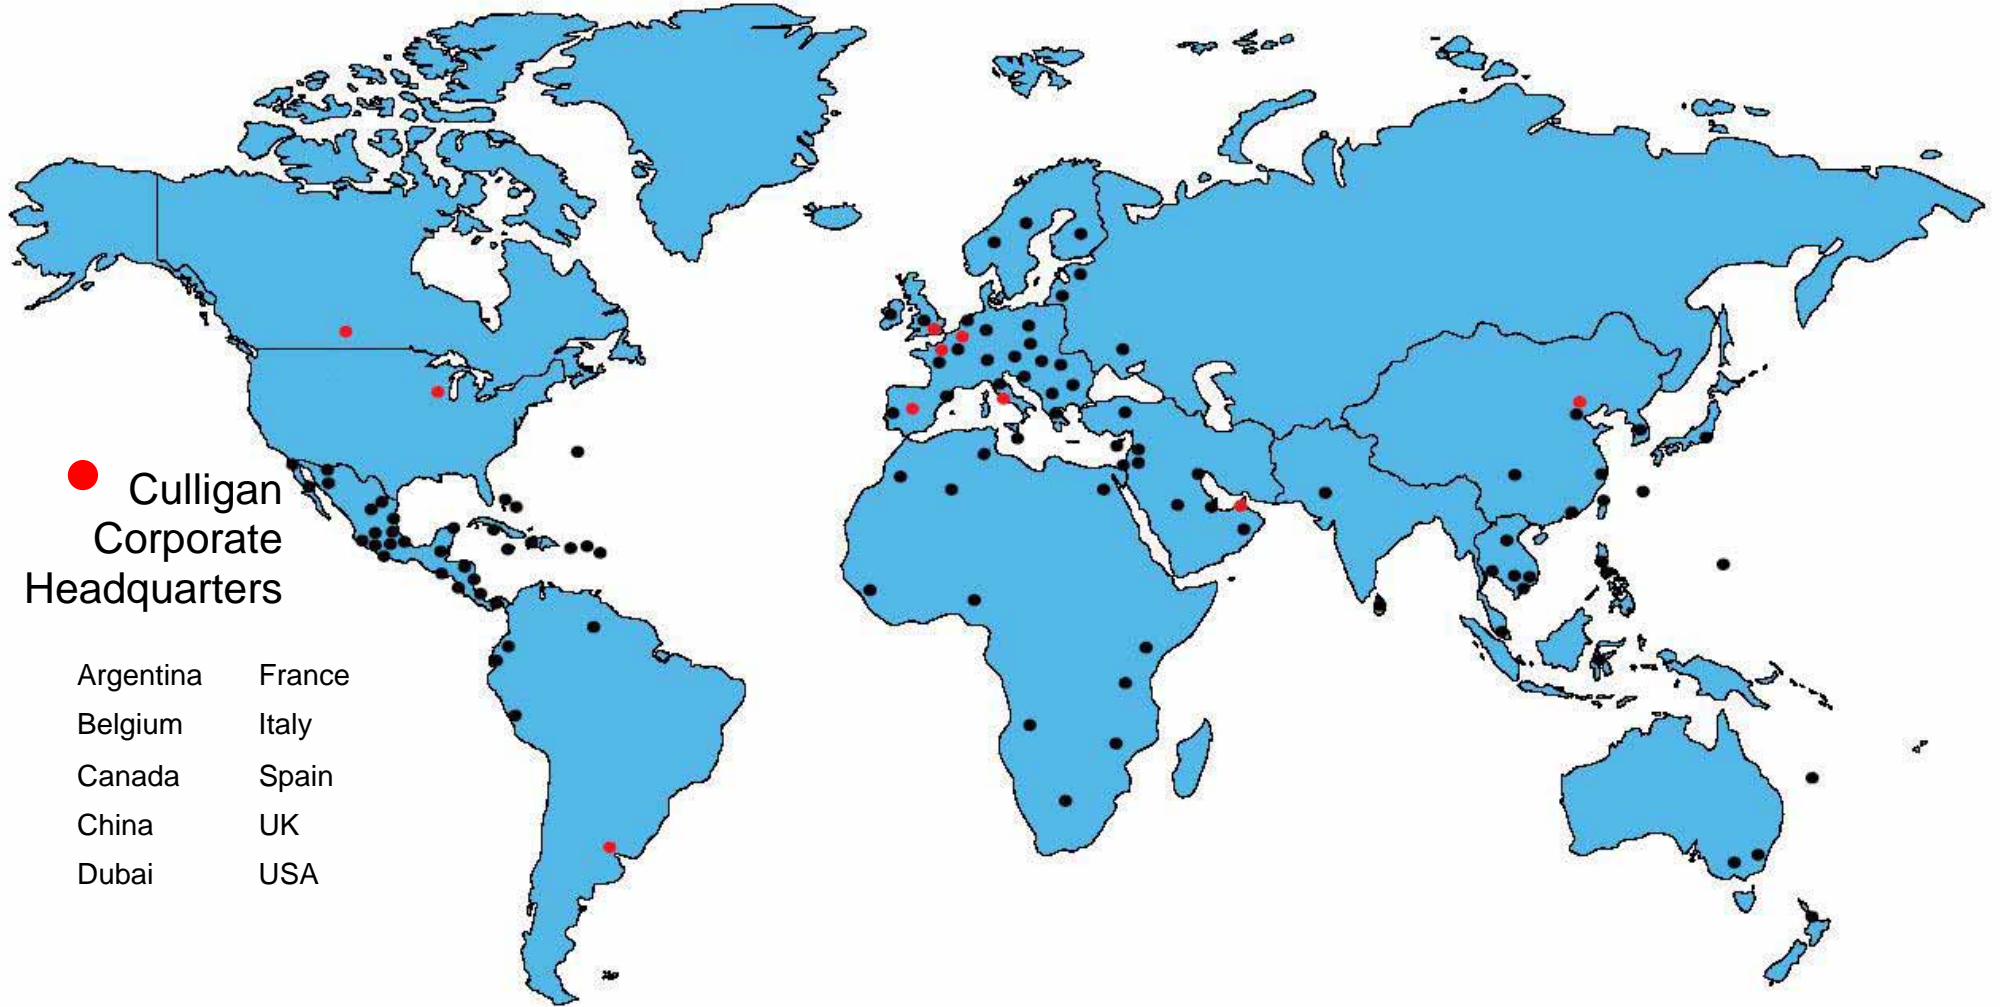 Culligan
Corporate
Headquarters
Argentina France
Belgium Italy
Canada Spain
China UK
Dubai USA